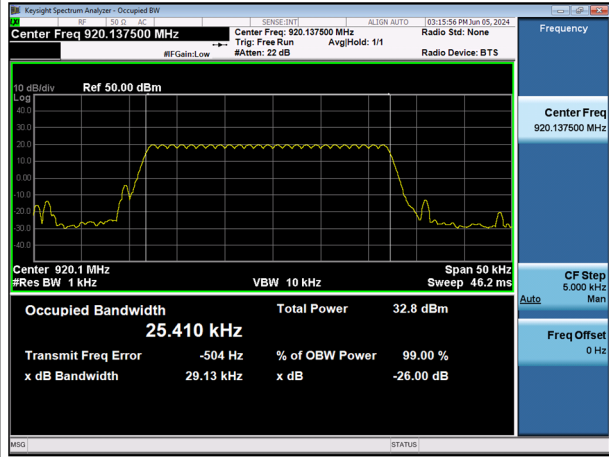 Keysight Spectrum Analyzer - Occupied BW
RF 50 Ω AC SENSE:INT ALIGN AUTO 03:15:56 PM Jun 05, 2024
Center Freq 920.137500 MHz
Center Freq: 920.137500 MHz Radio Std: None
Trig: Free Run Avg|Hold: 1/1
#IFGain:Low #Atten: 22 dB Radio Device: BTS
Frequency
10 dB/div Ref 50.00 dBm
Log
40.0
30.0
20.0
10.0
0.00
-10.0
-20.0
-30.0
-40.0
Center Freq
920.137500 MHz
Center 920.1 MHz Span 50 kHz
#Res BW 1 kHz VBW 10 kHz Sweep 46.2 ms
CF Step
5.000 kHz
Auto Man
Occupied Bandwidth Total Power 32.8 dBm
25.410 kHz
Transmit Freq Error -504 Hz % of OBW Power 99.00 %
x dB Bandwidth 29.13 kHz x dB -26.00 dB
Freq Offset
0 Hz
MSG STATUS